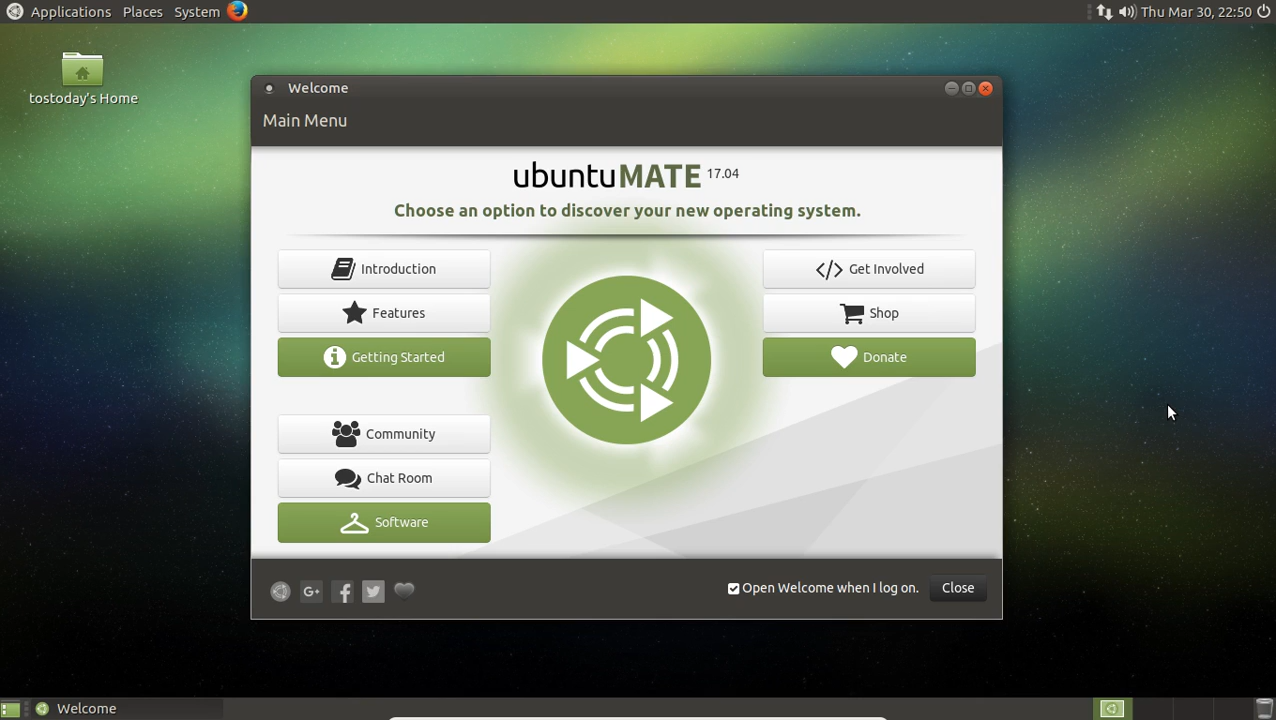 Applications Places System
Thu Mar 30, 22:50
tostoday's Home
Welcome
Main Menu
ubuntuMATE 17.04
Choose an option to discover your new operating system.
Introduction
Features
Getting Started
Community
Chat Room
Software
Get Involved
Shop
Donate
G+ f
Open Welcome when I log on. Close
Welcome